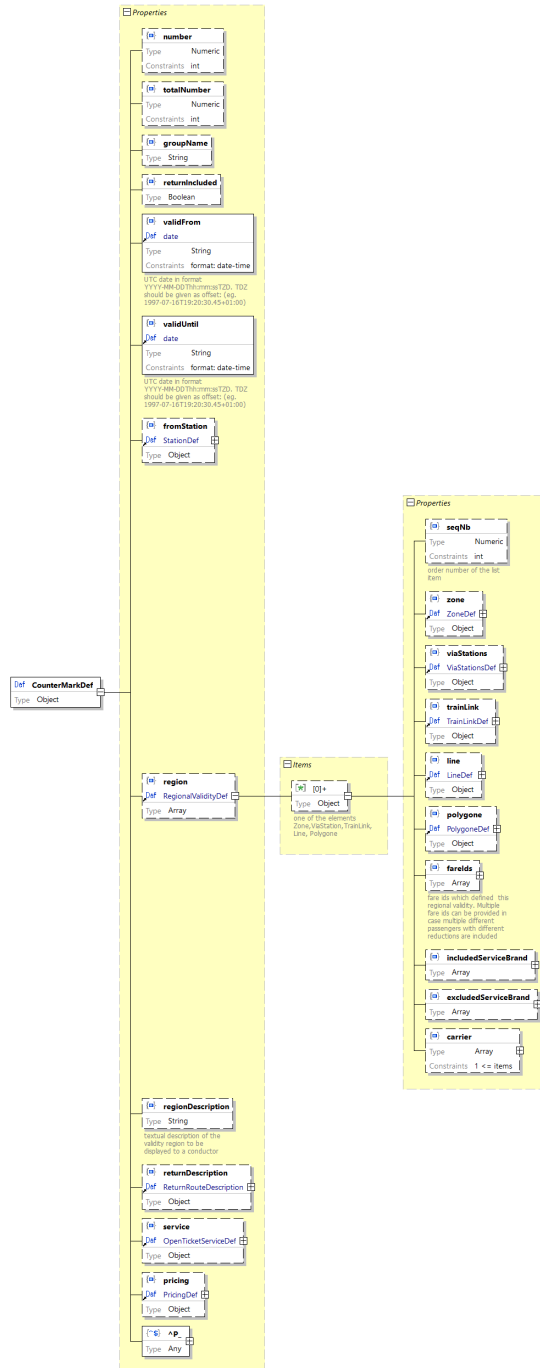 Properties
number
Type Numeric
Constraints int
totalNumber
Type Numeric
Constraints int
groupName
Type String
returnIncluded
Type Boolean
validFrom
Def date
Type String
Constraints format: date-time
UTC date in format
YYYY-MM-DDThh:mm:ssTZD. TDZ
should be given as offset: (eg.
1997-07-16T19:20:30.45+01:00)
validUntil
Def date
Type String
Constraints format: date-time
UTC date in format
YYYY-MM-DDThh:mm:ssTZD. TDZ
should be given as offset: (eg.
1997-07-16T19:20:30.45+01:00)
fromStation
Def StationDef
Type Object
Def CounterMarkDef
Type Object
region
Def RegionalValidityDef
Type Array
Items
[0]+
Type Object
one of the elements
Zone,ViaStation,TrainLink,
Line, Polygone
Properties
seqNb
Type Numeric
Constraints int
order number of the list
item
zone
Def ZoneDef
Type Object
viaStations
Def ViaStationsDef
Type Object
trainLink
Def TrainLinkDef
Type Object
line
Def LineDef
Type Object
polygone
Def PolygoneDef
Type Object
fareIds
Type Array
fare ids which defined this
regional validity. Multiple
fare ids can be provided in
case multiple different
passengers with different
reductions are included
includedServiceBrand
Type Array
excludedServiceBrand
Type Array
carrier
Type Array
Constraints 1 <= items
regionDescription
Type String
textual description of the
validity region to be
displayed to a conductor
returnDescription
Def ReturnRouteDescription
Type Object
service
Def OpenTicketServiceDef
Type Object
pricing
Def PricingDef
Type Object
^P_
Type Any